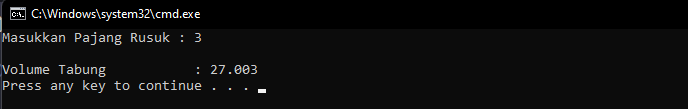 C:\Windows\system32\cmd.exe
Masukkan Pajang Rusuk : 3
Volume Tabung : 27.003
Press any key to continue . . .